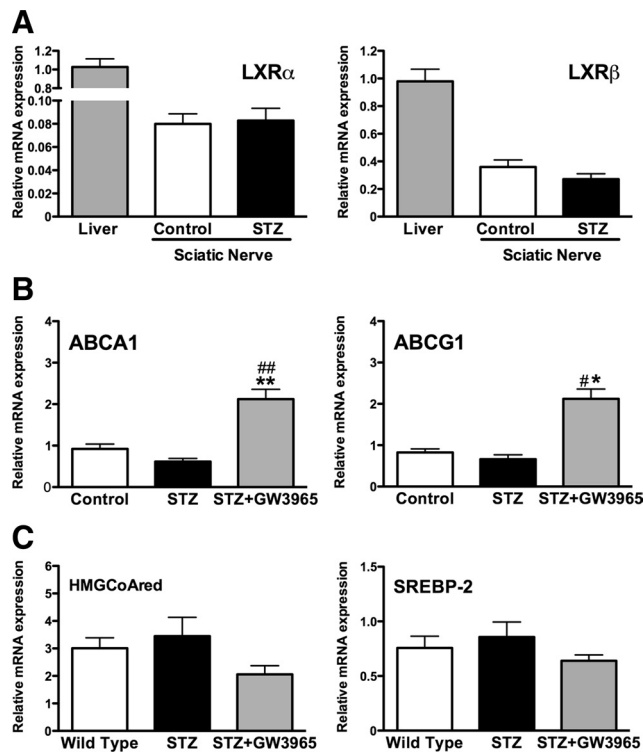 A
Relative mRNA expression
1.2
1.0
0.8
0.10
0.08
0.06
0.04
0.02
0
LXRα
Liver
Control
STZ
Sciatic Nerve
Relative mRNA expression
1.2
1.0
0.8
0.6
0.4
0.2
0
LXRβ
Liver
Control
STZ
Sciatic Nerve
B
Relative mRNA expression
4
3
2
1
0
ABCA1
##
**
Control
STZ
STZ+GW3965
Relative mRNA expression
4
3
2
1
0
ABCG1
#*
Control
STZ
STZ+GW3965
C
Relative mRNA expression
6
5
4
3
2
1
0
HMGCoAred
Wild Type
STZ
STZ+GW3965
Relative mRNA expression
1.5
1.0
0.5
0
SREBP-2
Wild Type
STZ
STZ+GW3965